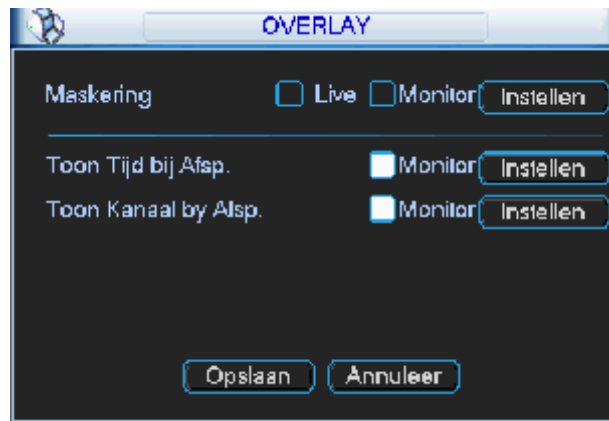 OVERLAY
Maskering Live Monitor Instellen
Toon Tijd bij Afsp. Monitor Instellen
Toon Kanaal by Afsp. Monitor Instellen
Opslaan Annuleer